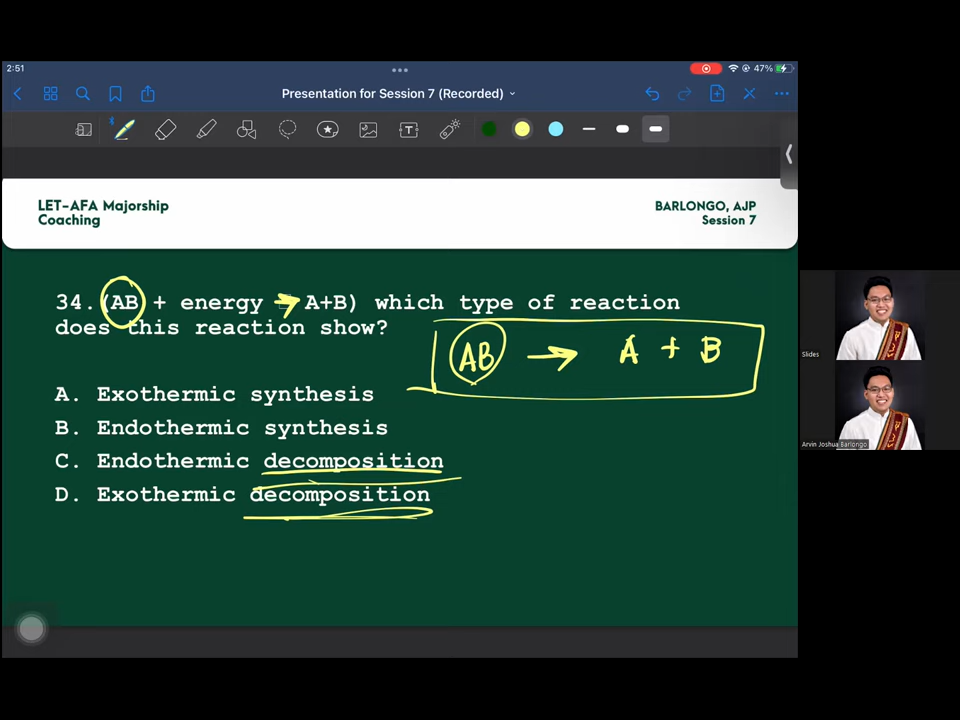 2:51
47%
Presentation for Session 7 (Recorded)
T
LET-AFA Majorship
Coaching
BARLONGO, AJP
Session 7
34.(AB + energy → A+B) which type of reaction
does this reaction show?
AB → A + B
A. Exothermic synthesis
B. Endothermic synthesis
C. Endothermic decomposition
D. Exothermic decomposition
Slides
Arvin Joshua Barlongo